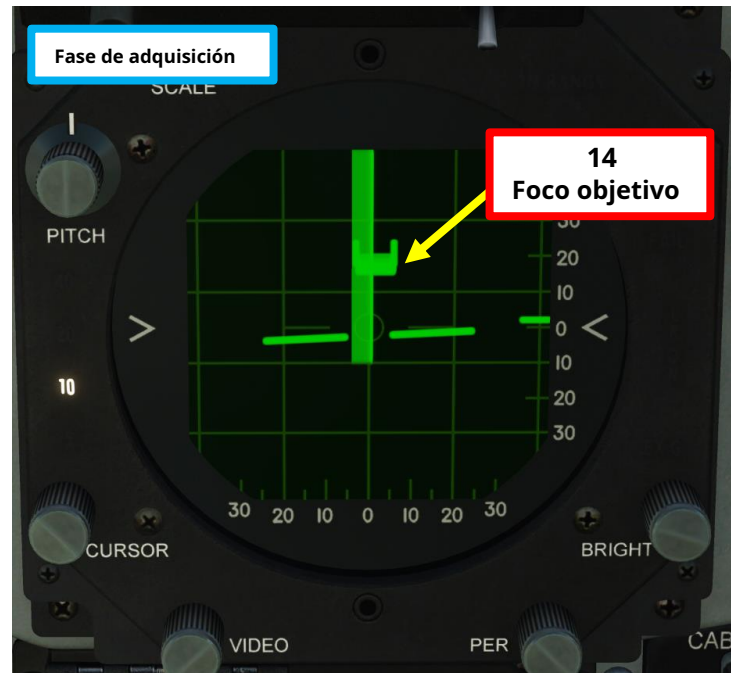 Fase de adquisición
SCALE
14
Foco objetivo
PITCH
30
20
10
> 0 <
10
10
20
30
30 20 10 0 10 20 30
CURSOR
BRIGHT
VIDEO
PER
CAB